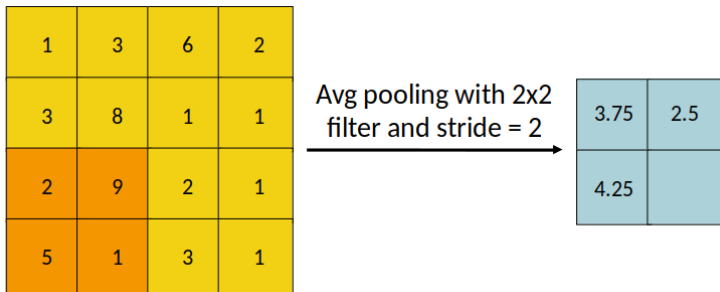 1 3 6 2
3 8 1 1
2 9 2 1
5 1 3 1
Avg pooling with 2x2
filter and stride = 2
3.75 2.5
4.25